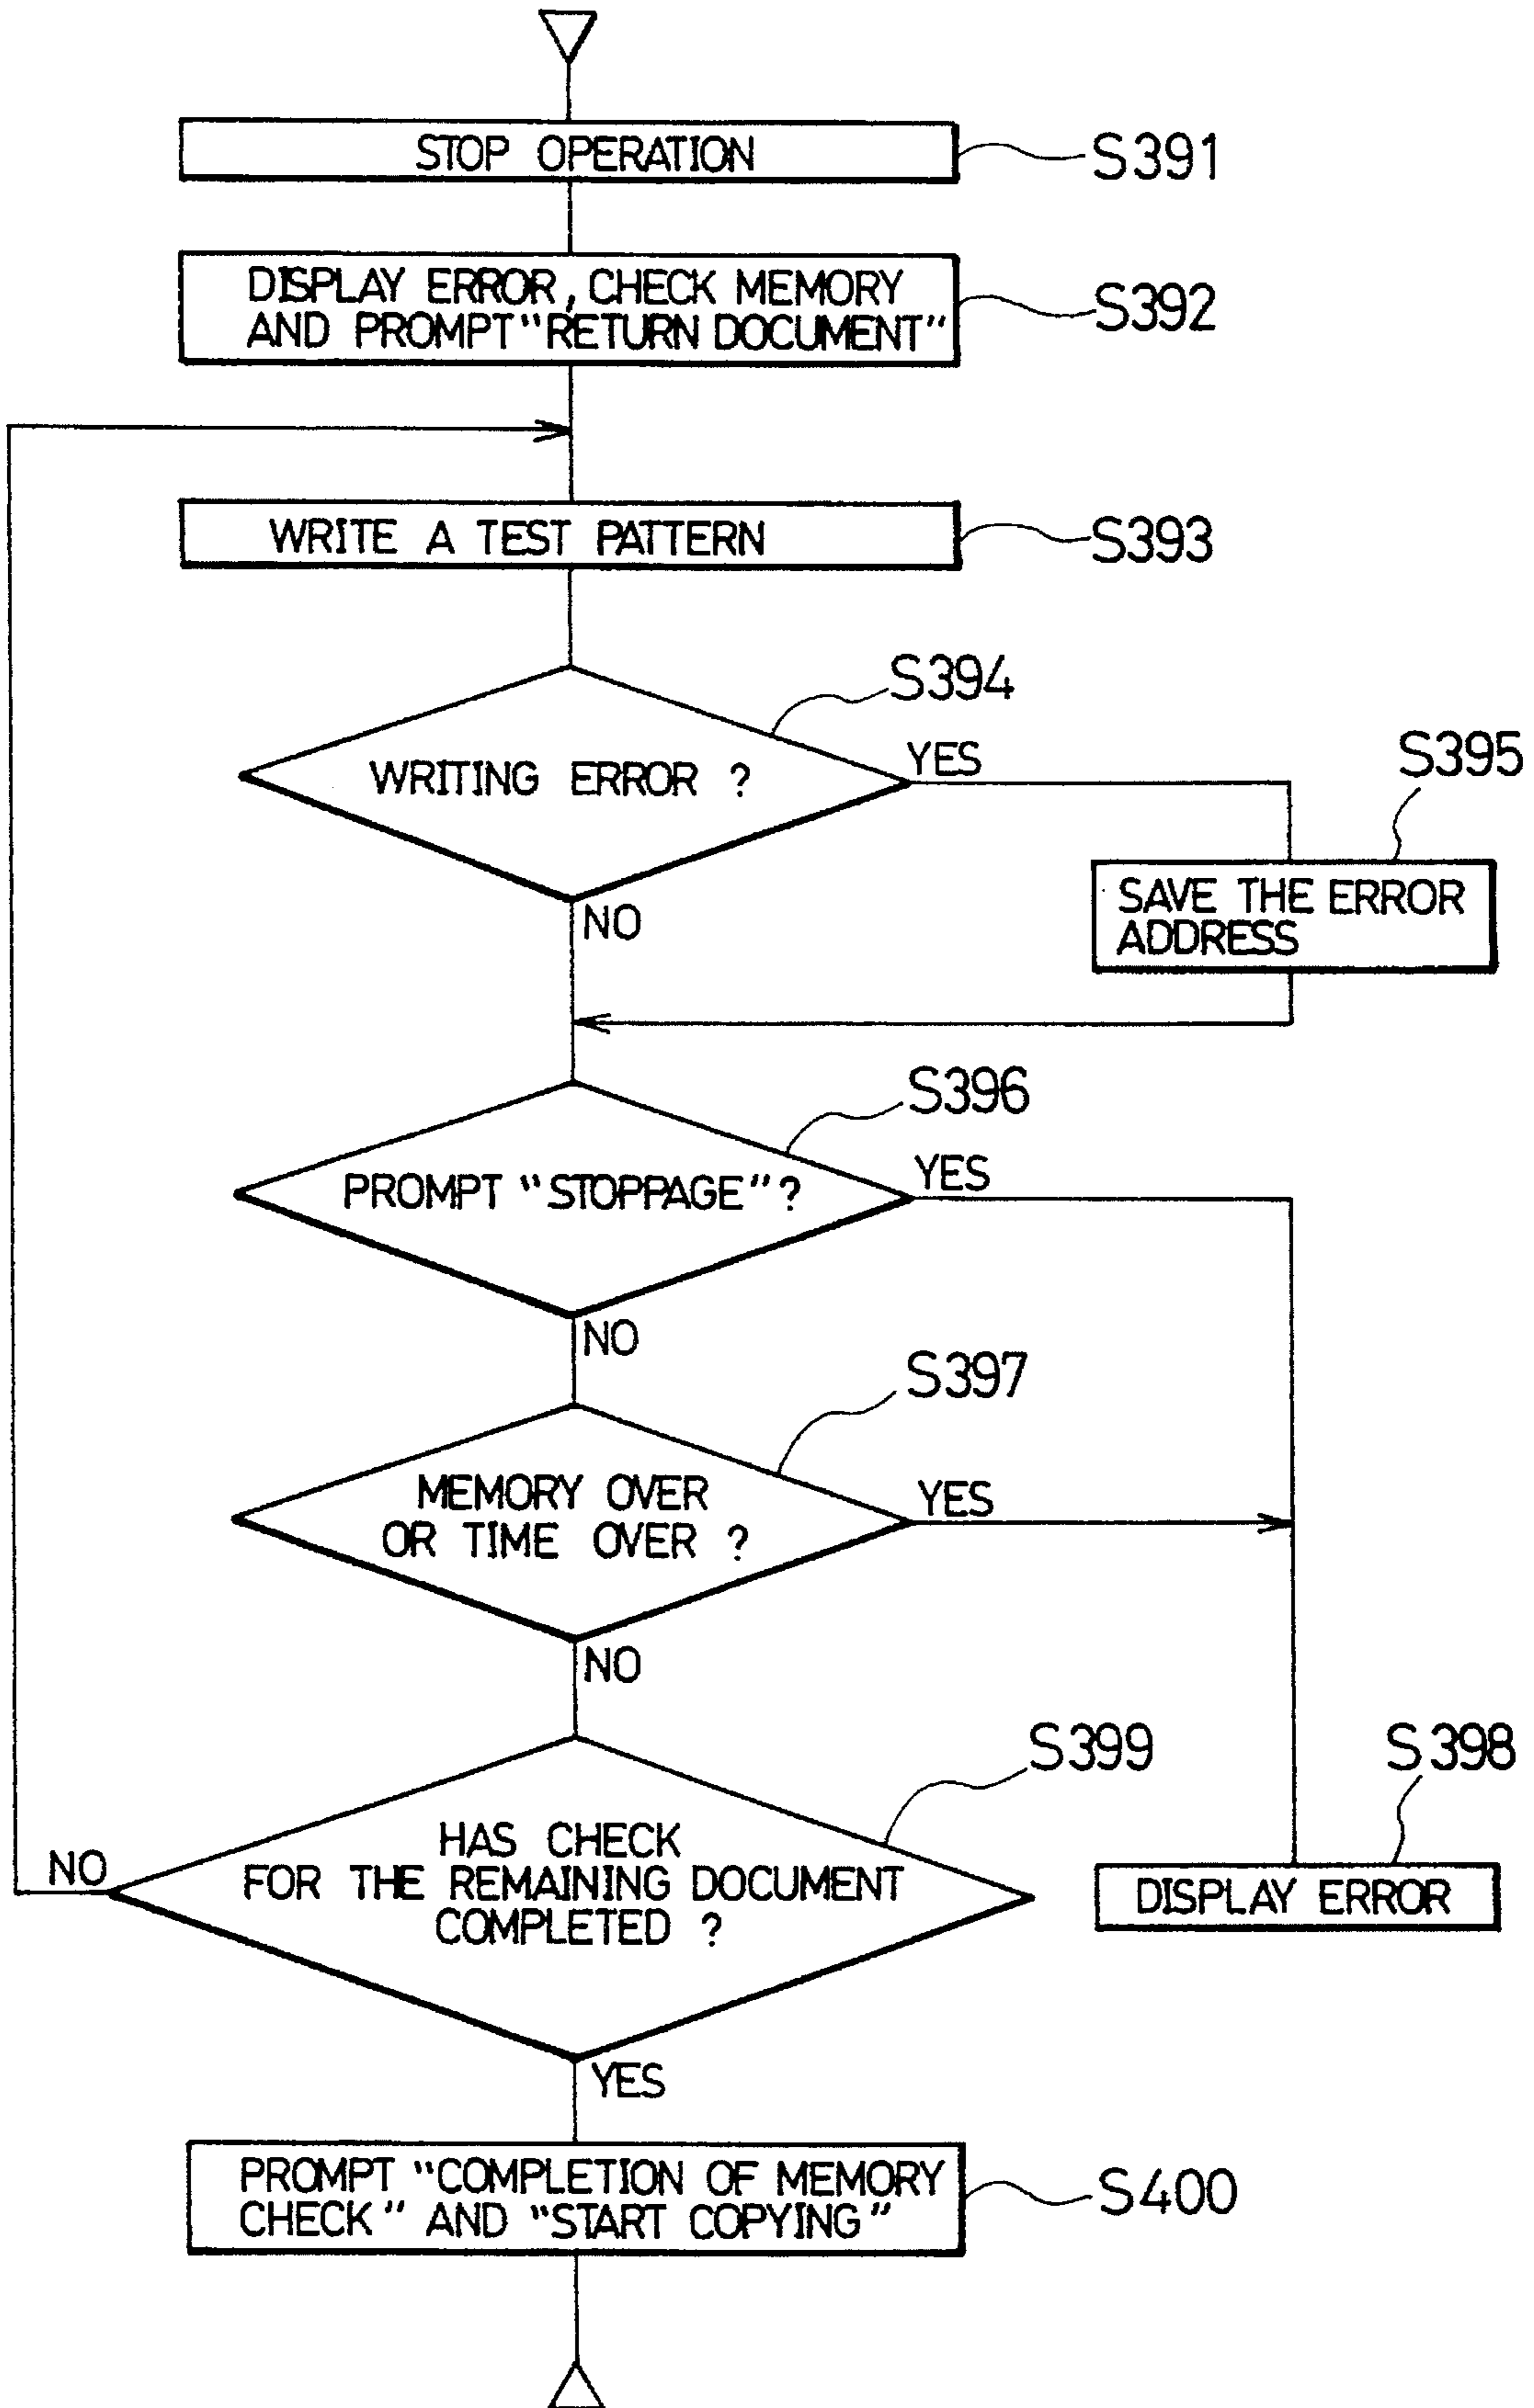 STOP OPERATION
S391
DISPLAY ERROR, CHECK MEMORY
AND PROMPT "RETURN DOCUMENT"
S392
WRITE A TEST PATTERN
S393
S394
WRITING ERROR ?
YES
S395
SAVE THE ERROR
ADDRESS
NO
S396
PROMPT "STOPPAGE" ?
YES
NO
S397
MEMORY OVER
OR TIME OVER ?
YES
NO
S399
S398
HAS CHECK
FOR THE REMAINING DOCUMENT
COMPLETED ?
NO
DISPLAY ERROR
YES
PROMPT "COMPLETION OF MEMORY
CHECK" AND "START COPYING"
S400